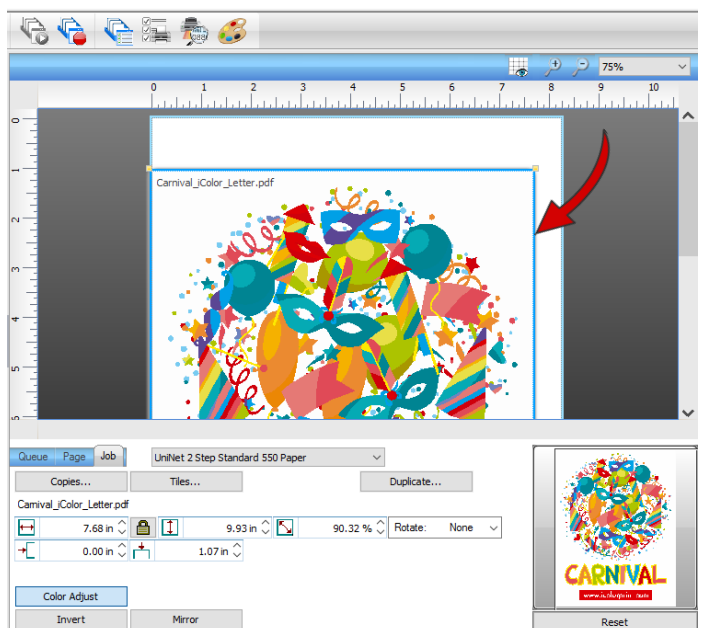 75%
0 1 2 3 4 5 6 7 8 9 10
0
1
2
3
4
5
6
Carnival_iColor_Letter.pdf
Queue Page Job
UniNet 2 Step Standard 550 Paper
Copies... Tiles... Duplicate...
Carnival_iColor_Letter.pdf
7.68 in 9.93 in 90.32 % Rotate: None
0.00 in 1.07 in
CARNIVAL
Color Adjust
Invert Mirror Reset